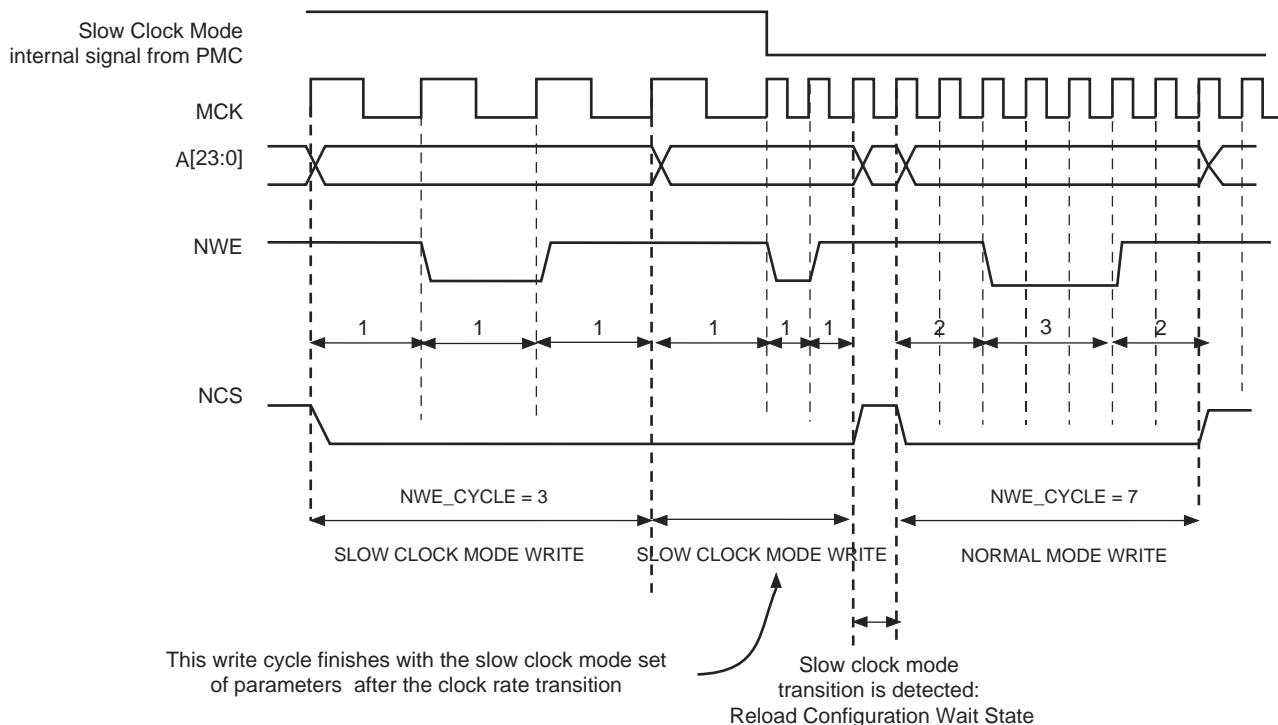 Slow Clock Mode
internal signal from PMC
MCK
A[23:0]
NWE
1 1 1 1 1 1 2 3 2
NCS
NWE_CYCLE = 3 NWE_CYCLE = 7
SLOW CLOCK MODE WRITE SLOW CLOCK MODE WRITE NORMAL MODE WRITE
This write cycle finishes with the slow clock mode set
of parameters after the clock rate transition
Slow clock mode
transition is detected:
Reload Configuration Wait State